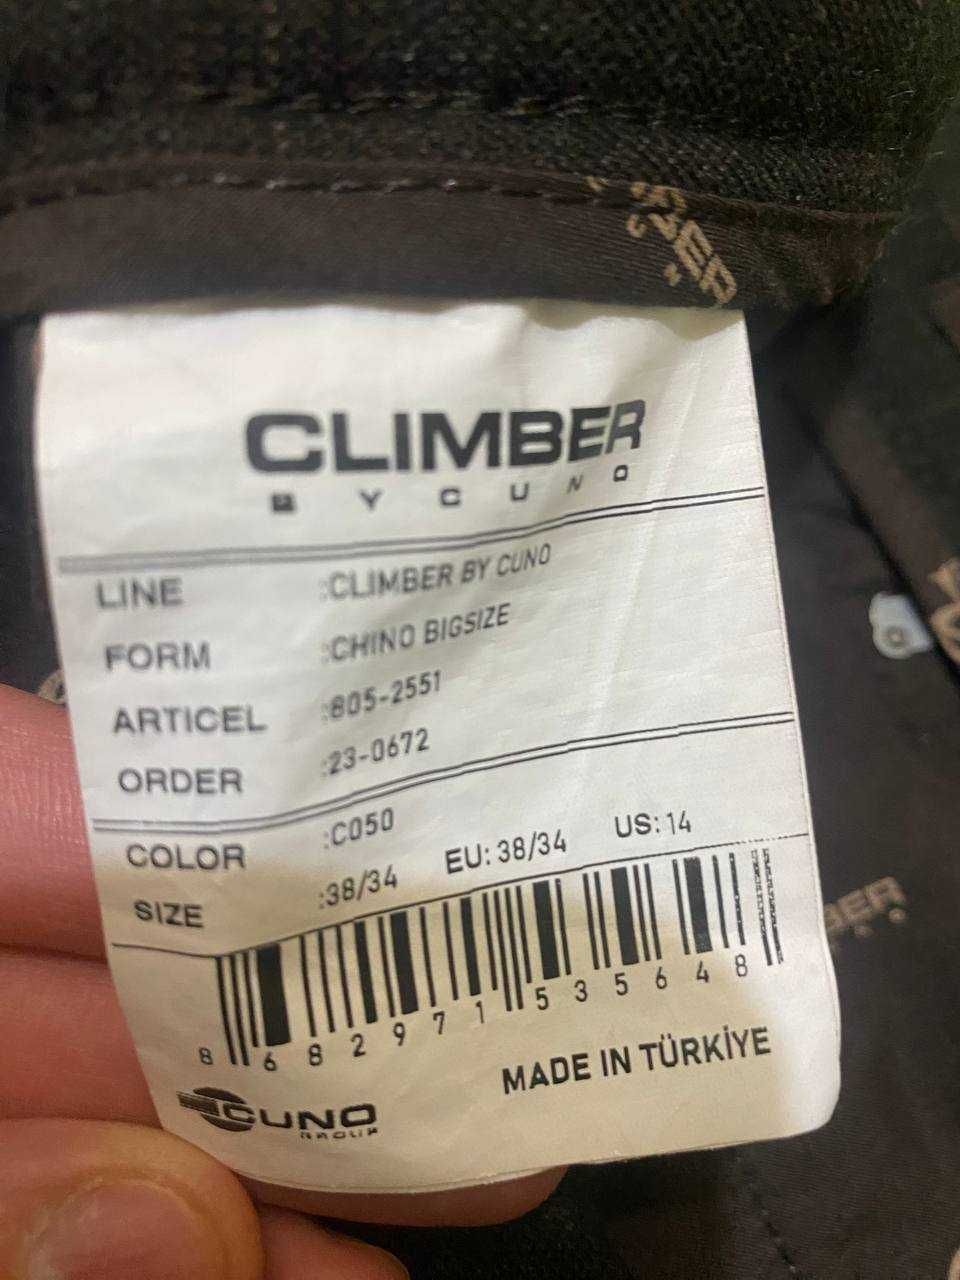 CLIMBER
BY CUNO
LINE :CLIMBER BY CUNO
FORM :CHINO BIGSIZE
ARTICEL :805-2551
ORDER :23-0672
COLOR :C050
SIZE :38/34 EU: 38/34 US: 14
8 682971 535648
MADE IN TÜRKİYE
CUNO
GROUP